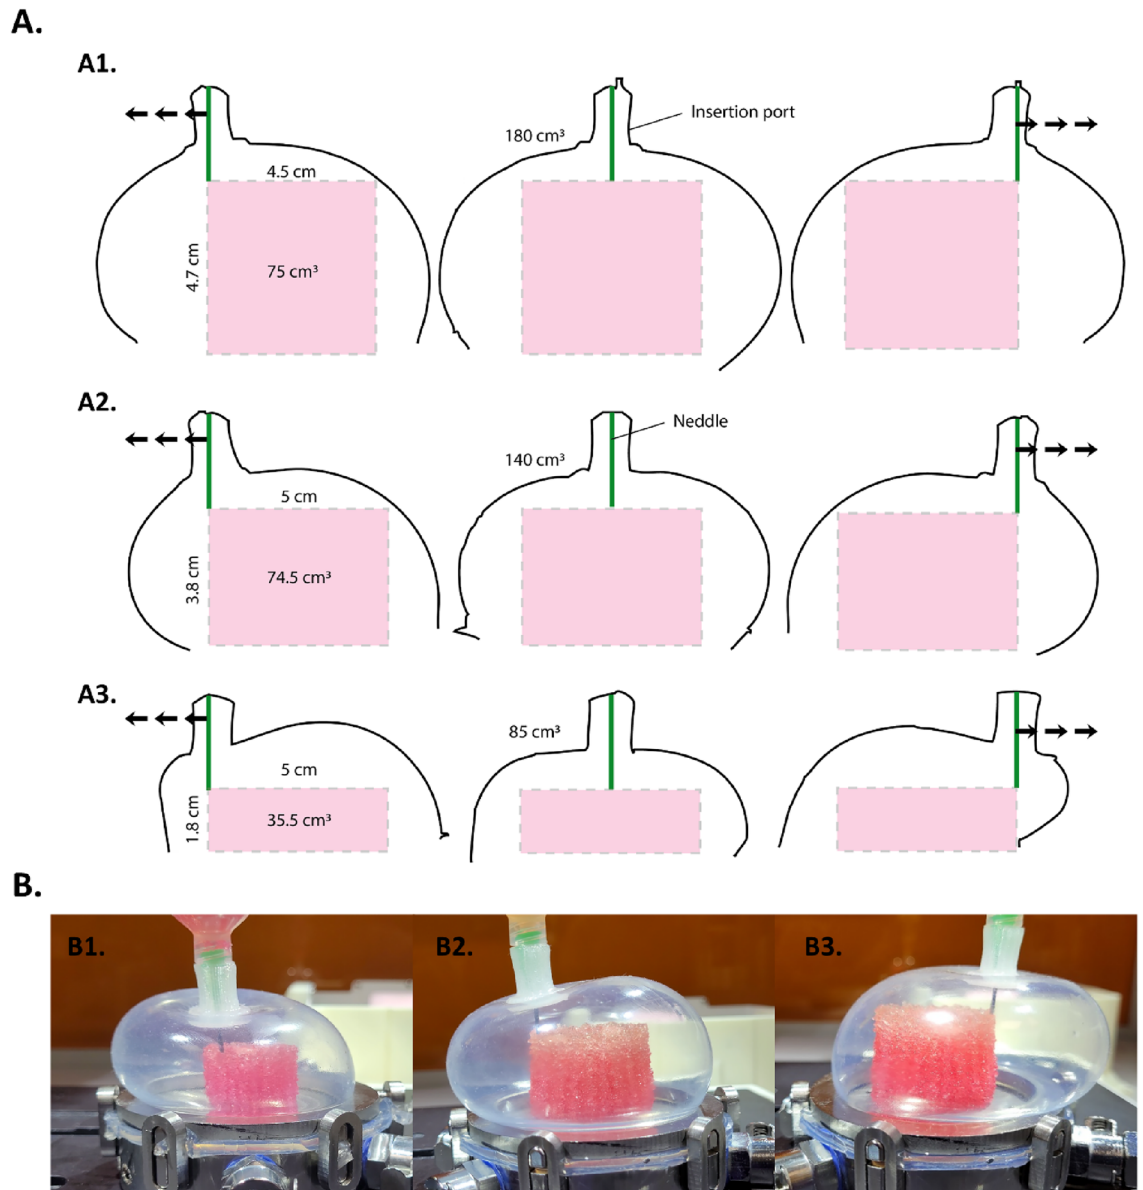 A.
A1.
Insertion port
180 cm³
4.5 cm
4.7 cm
75 cm³
A2.
Neddle
140 cm³
5 cm
3.8 cm
74.5 cm³
A3.
85 cm³
5 cm
1.8 cm
35.5 cm³
B.
B1.
B2.
B3.